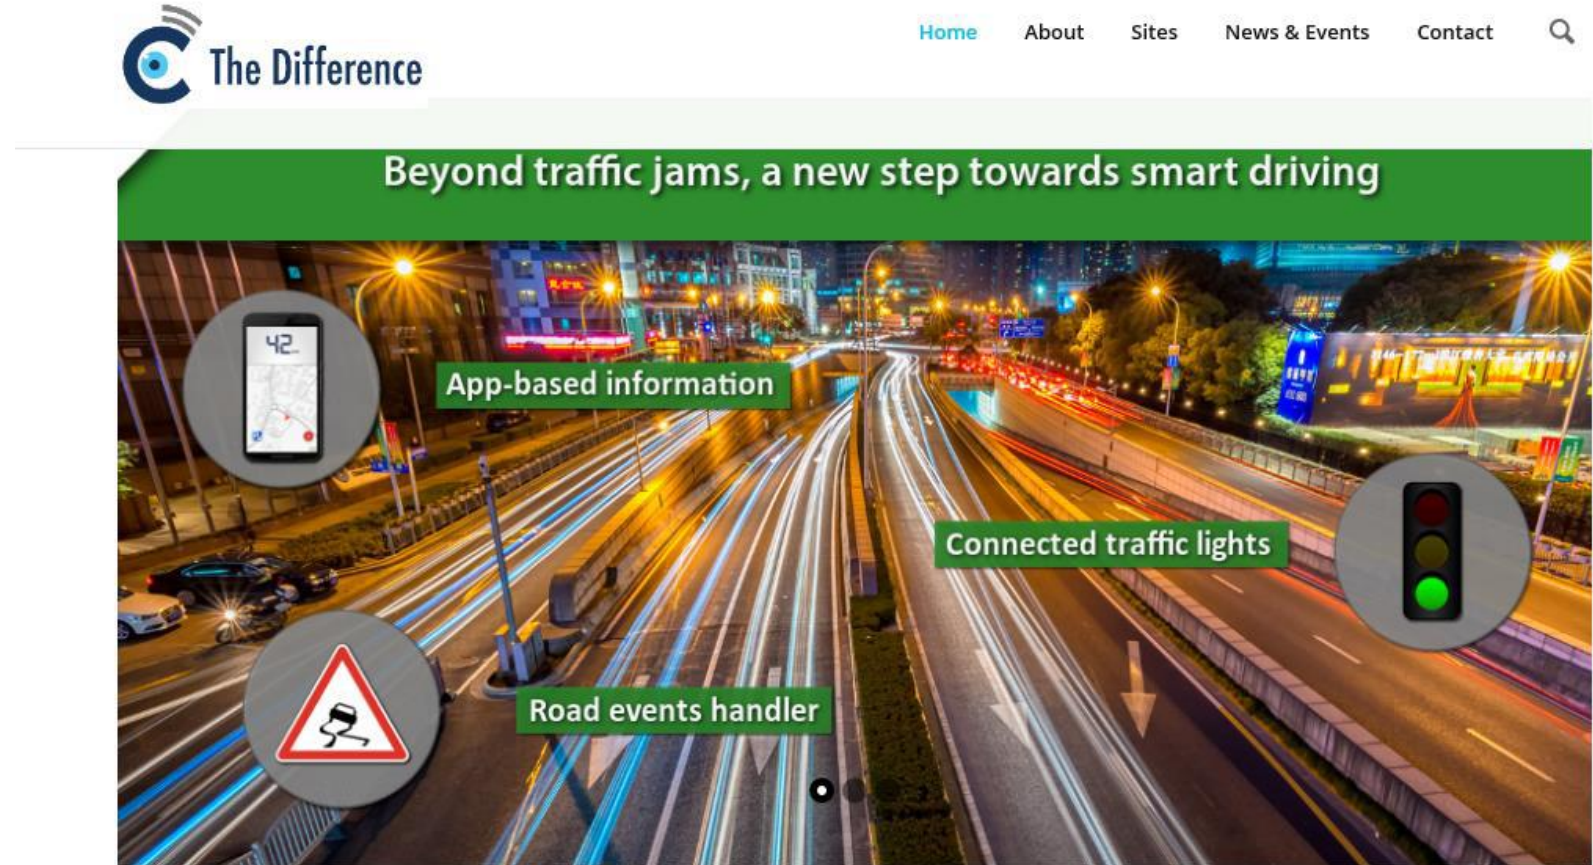 The Difference
Home About Sites News & Events Contact
Beyond traffic jams, a new step towards smart driving
42
App-based information
Connected traffic lights
Road events handler